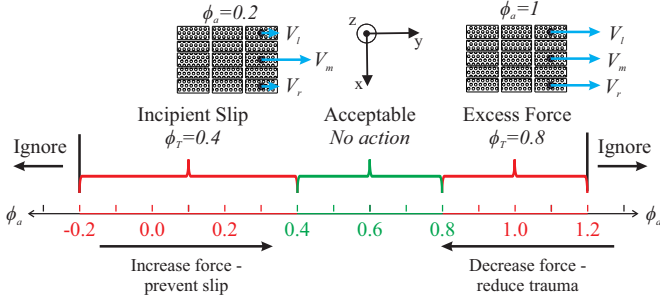 ϕₐ=0.2
ϕₐ=1
Vₗ
Vₘ
Vᵣ
z
y
x
Vₗ
Vₘ
Vᵣ
Incipient Slip
ϕ_T=0.4
Acceptable
No action
Excess Force
ϕ_T=0.8
Ignore
Ignore
ϕₐ
-0.2 0.0 0.2 0.4 0.6 0.8 1.0 1.2
ϕₐ
Increase force -
prevent slip
Decrease force -
reduce trauma